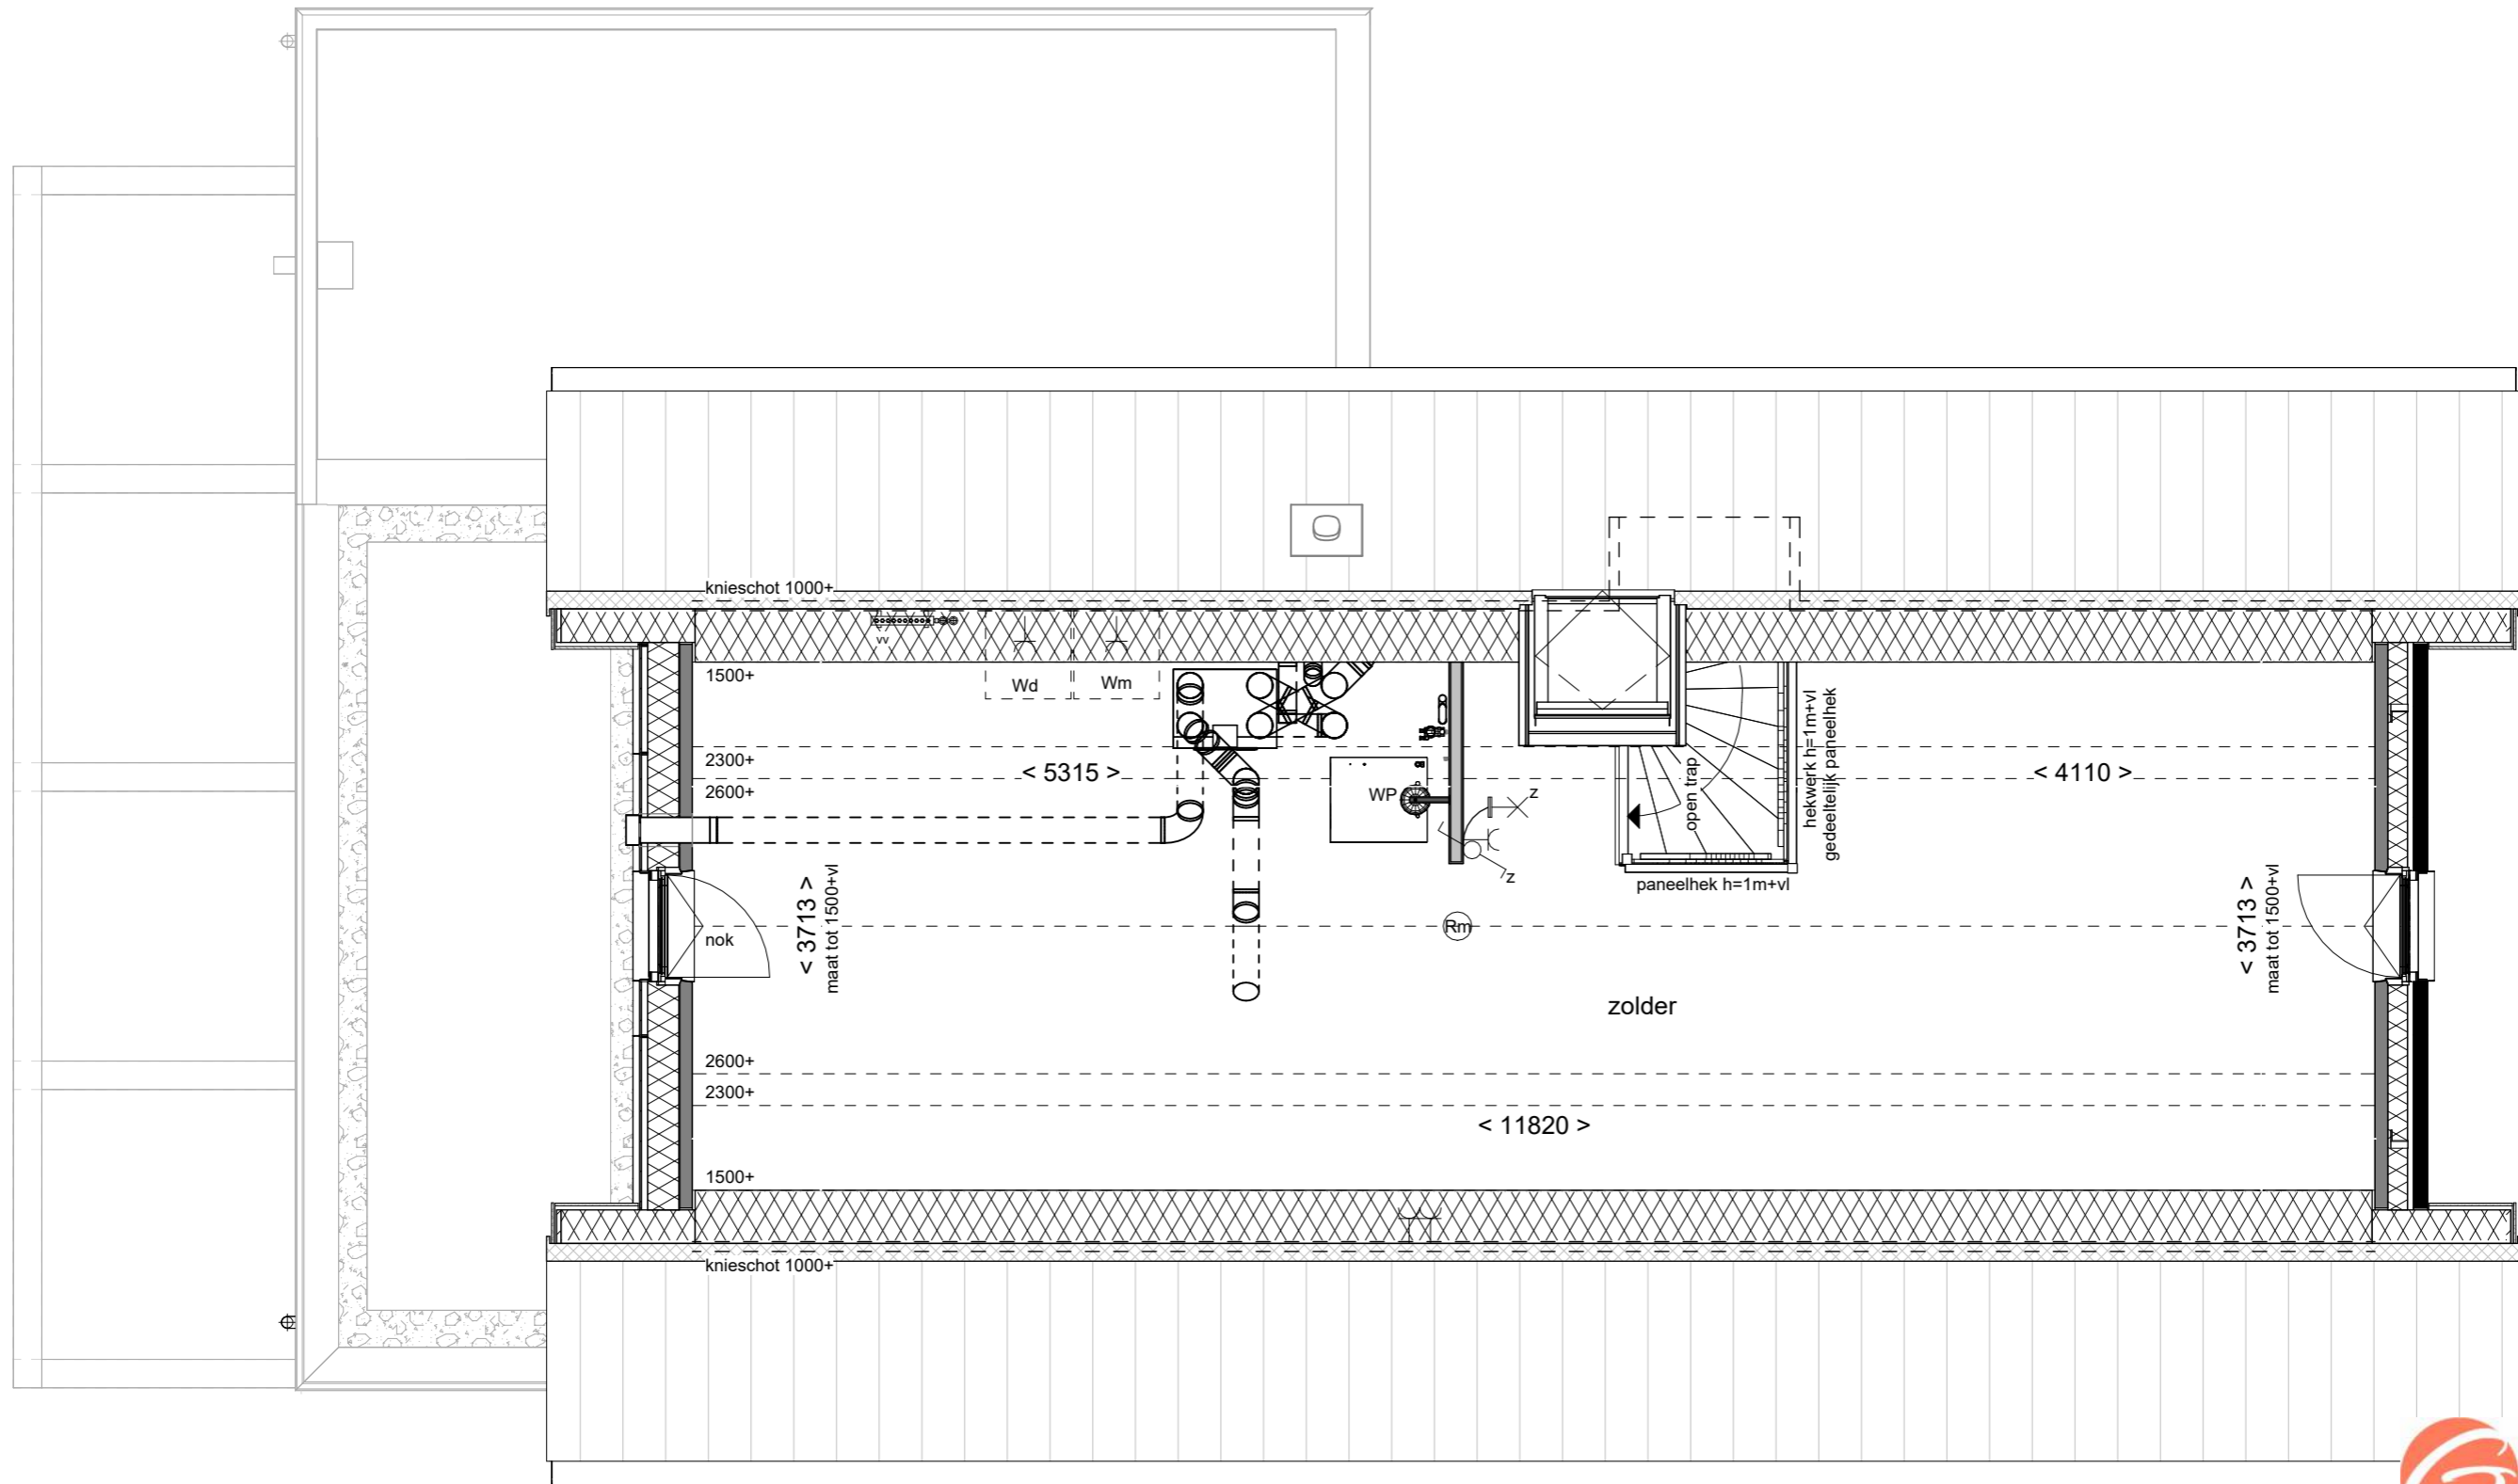 knieschot 1000+
vv
Wd
Wm
1500+
2300+
2600+
< 5315 >
WP
z
z
open trap
hekwerk h=1m+vl
gedeeltelijk paneelhek
paneelhek h=1m+vl
< 4110 >
nok
< 3713 >
maat tot 1500+vl
Rm
< 3713 >
maat tot 1500+vl
zolder
2600+
2300+
< 11820 >
1500+
knieschot 1000+